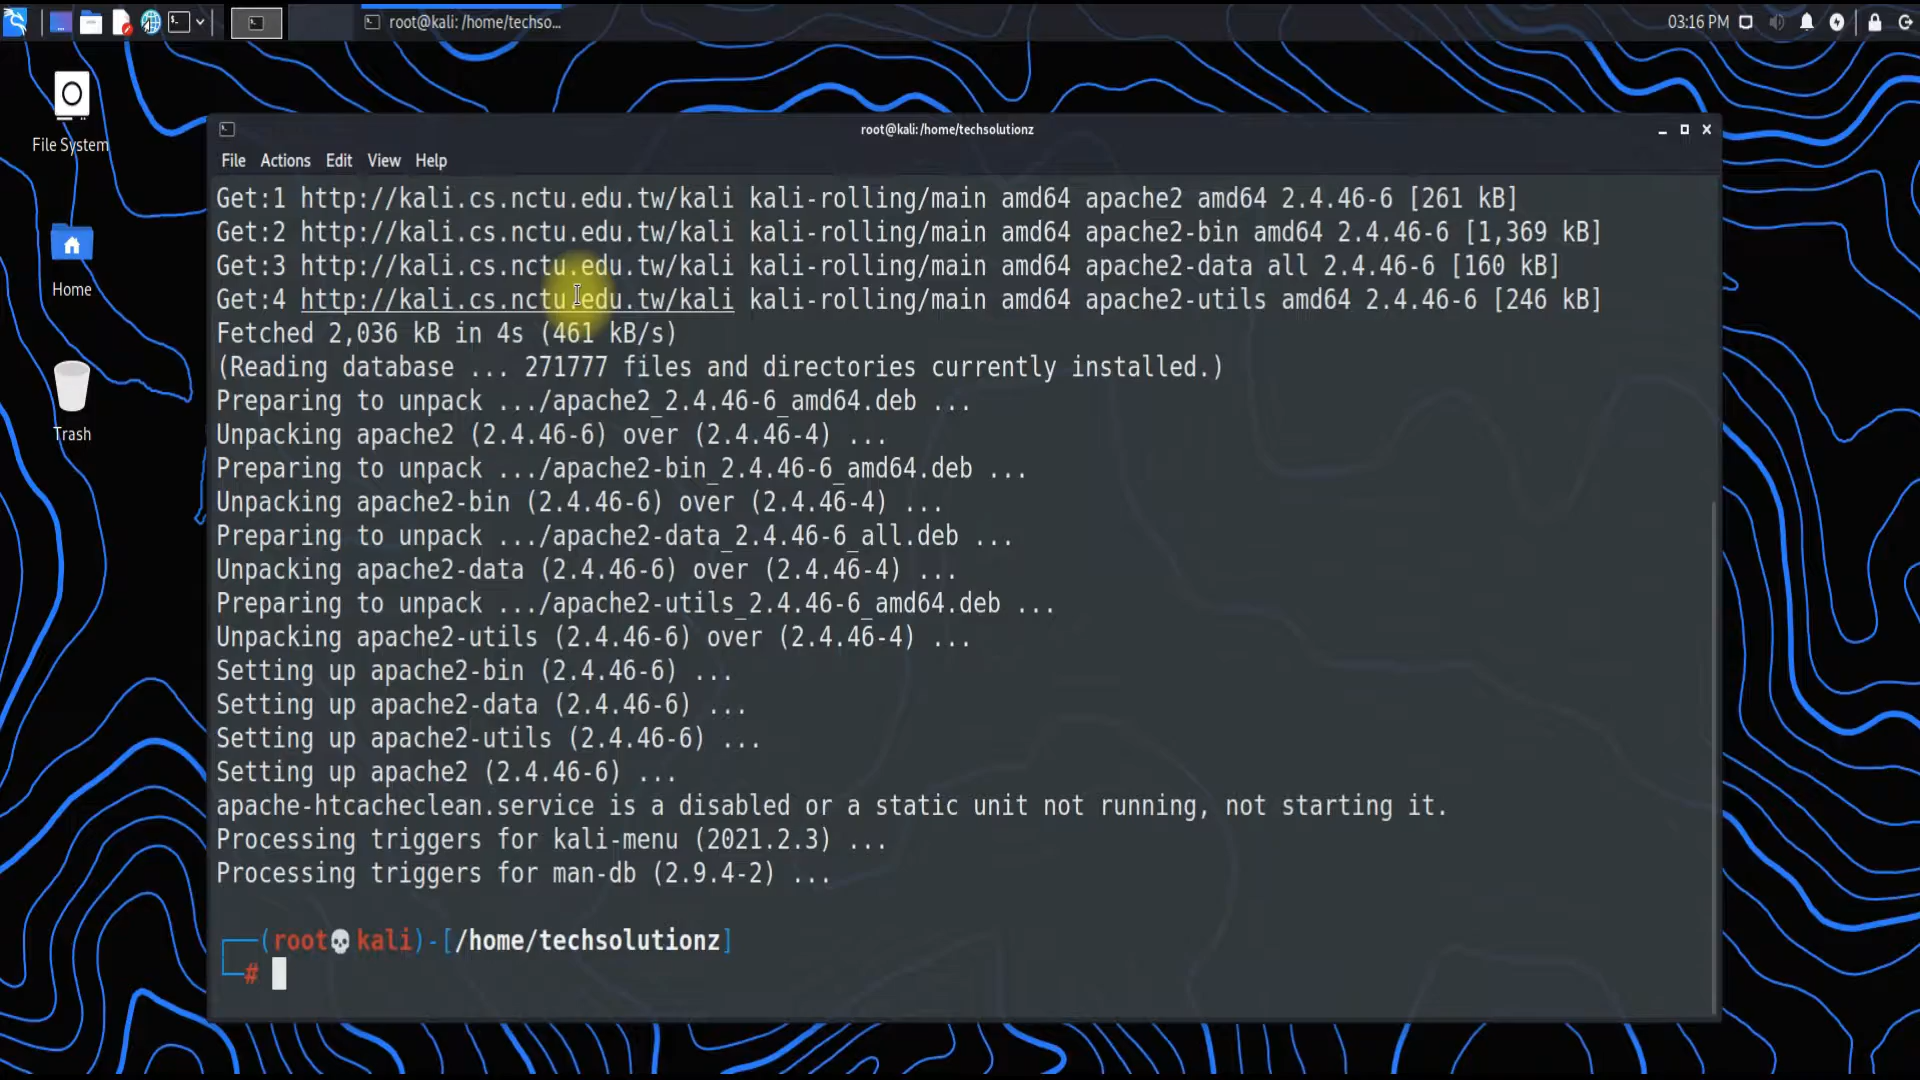 root@kali: /home/techso...
03:16 PM
File System
Home
Trash
root@kali:/home/techsolutionz
File Actions Edit View Help
Get:1 http://kali.cs.nctu.edu.tw/kali kali-rolling/main amd64 apache2 amd64 2.4.46-6 [261 kB]
Get:2 http://kali.cs.nctu.edu.tw/kali kali-rolling/main amd64 apache2-bin amd64 2.4.46-6 [1,369 kB]
Get:3 http://kali.cs.nctu.edu.tw/kali kali-rolling/main amd64 apache2-data all 2.4.46-6 [160 kB]
Get:4 http://kali.cs.nctu.edu.tw/kali kali-rolling/main amd64 apache2-utils amd64 2.4.46-6 [246 kB]
Fetched 2,036 kB in 4s (461 kB/s)
(Reading database ... 271777 files and directories currently installed.)
Preparing to unpack .../apache2_2.4.46-6_amd64.deb ...
Unpacking apache2 (2.4.46-6) over (2.4.46-4) ...
Preparing to unpack .../apache2-bin_2.4.46-6_amd64.deb ...
Unpacking apache2-bin (2.4.46-6) over (2.4.46-4) ...
Preparing to unpack .../apache2-data_2.4.46-6_all.deb ...
Unpacking apache2-data (2.4.46-6) over (2.4.46-4) ...
Preparing to unpack .../apache2-utils_2.4.46-6_amd64.deb ...
Unpacking apache2-utils (2.4.46-6) over (2.4.46-4) ...
Setting up apache2-bin (2.4.46-6) ...
Setting up apache2-data (2.4.46-6) ...
Setting up apache2-utils (2.4.46-6) ...
Setting up apache2 (2.4.46-6) ...
apache-htcacheclean.service is a disabled or a static unit not running, not starting it.
Processing triggers for kali-menu (2021.2.3) ...
Processing triggers for man-db (2.9.4-2) ...
┌──(root💀kali)-[/home/techsolutionz]
└─#